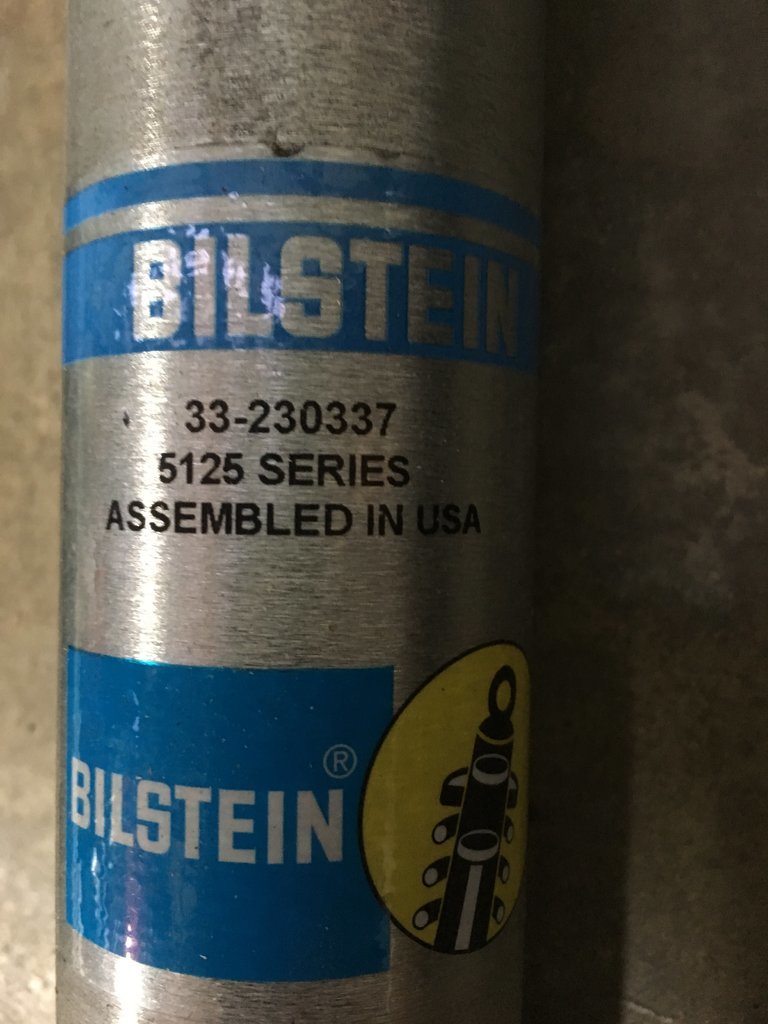 BILSTEIN
33-230337
5125 SERIES
ASSEMBLED IN USA
BILSTEIN®